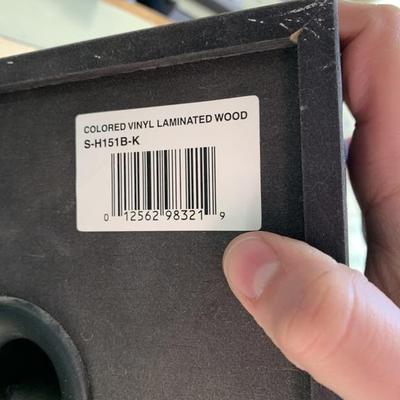 COLORED VINYL LAMINATED WOOD
S-H151B-K
0 12562 98321 9